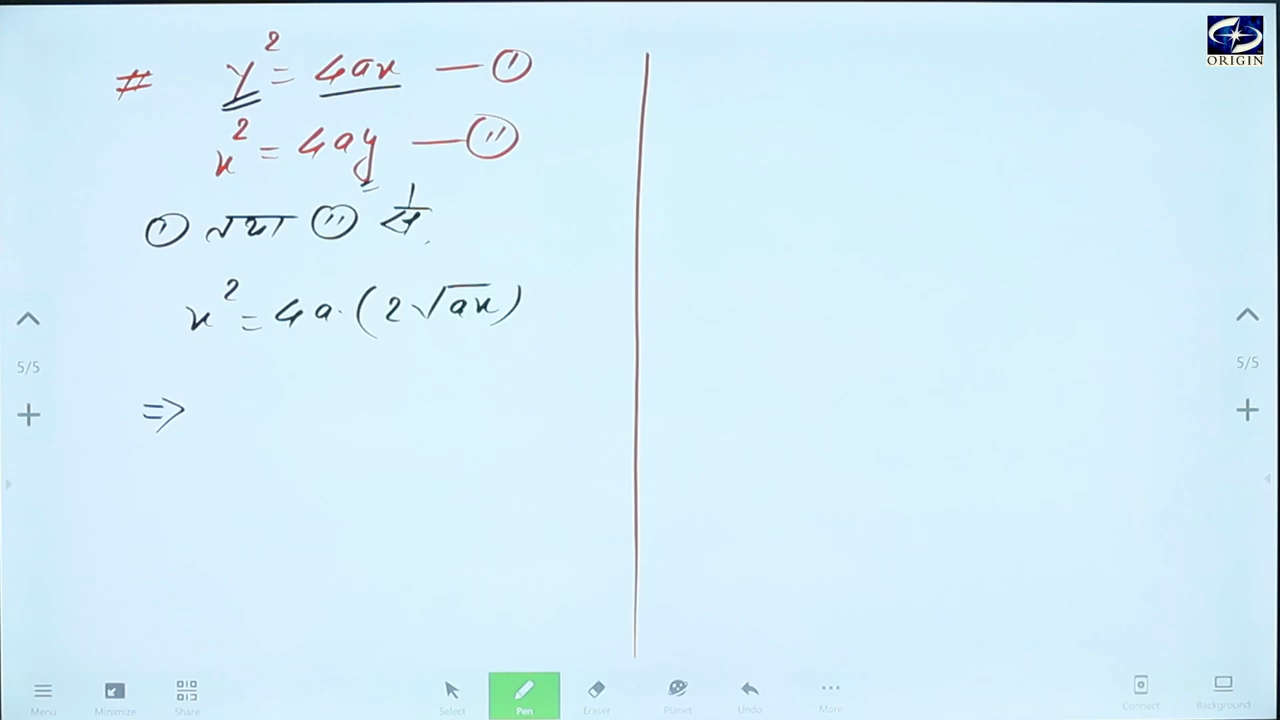 # y² = 4ax — (i)
x² = 4ay — (ii)
(i) तथा (ii) से,
x² = 4a·(2√ax)
⇒
ORIGIN
5/5
5/5
Menu Minimize Share Select Pen Eraser Planet Undo More Connect Background